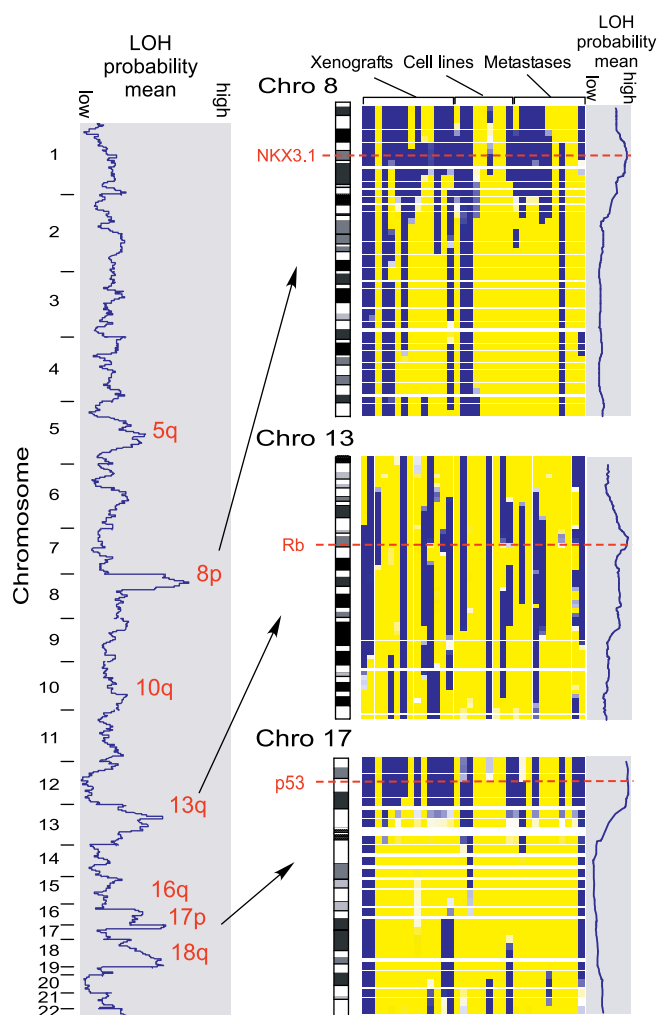 LOH
probability
mean
low
high
Chromosome
1
2
3
4
5
6
7
8
9
10
11
12
13
14
15
16
17
18
19
20
21
22
5q
8p
10q
13q
16q
17p
18q
Xenografts
Cell lines
Metastases
LOH
probability
mean
low
high
Chro 8
NKX3.1
Chro 13
Rb
Chro 17
p53